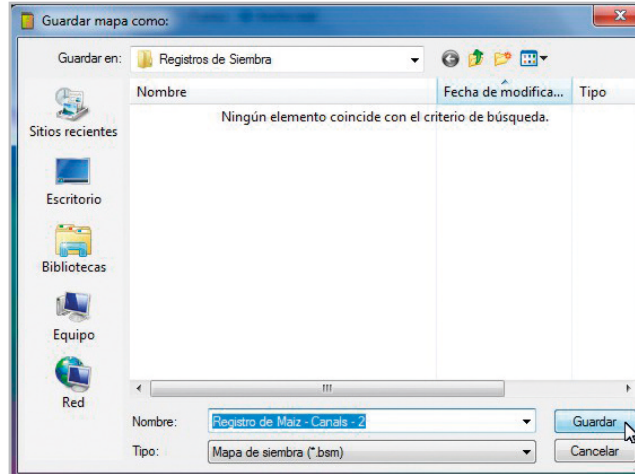 Guardar mapa como:
Guardar en: Registros de Siembra
Nombre Fecha de modifica... Tipo
Ningún elemento coincide con el criterio de búsqueda.
Sitios recientes
Escritorio
Bibliotecas
Equipo
Red
Nombre: Registro de Maiz - Canals - 2 Guardar
Tipo: Mapa de siembra (*.bsm) Cancelar